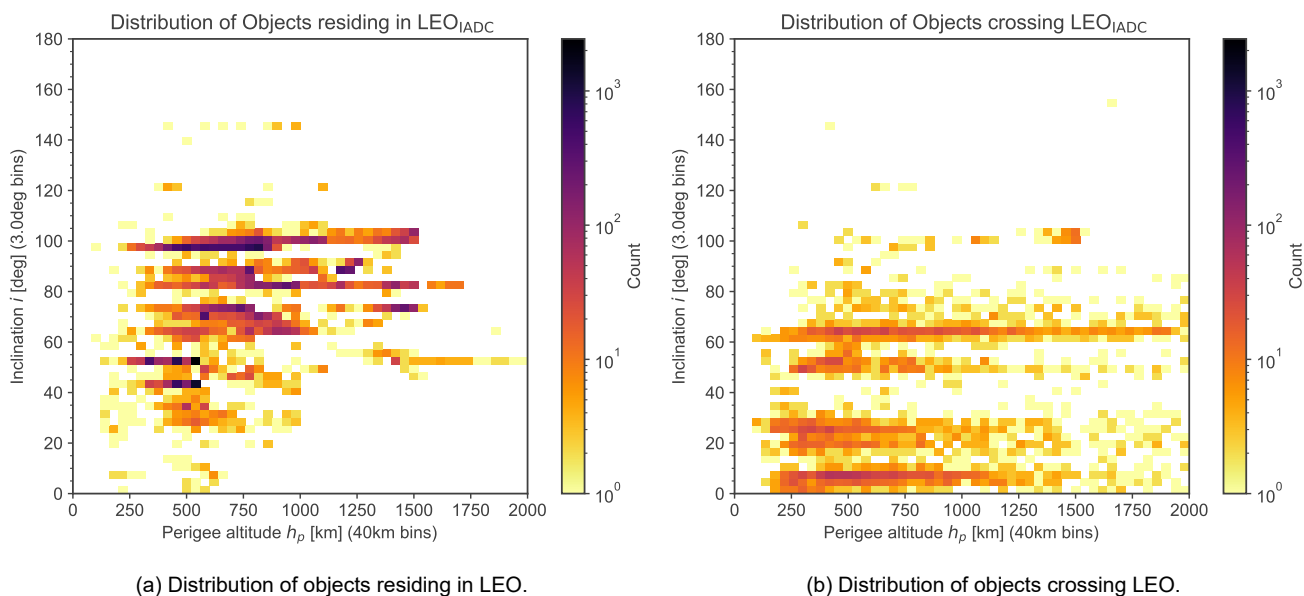 Distribution of Objects residing in LEO_IADC
180
160
140
120
100
80
60
40
20
0
Inclination i [deg] (3.0deg bins)
0 250 500 750 1000 1250 1500 1750 2000
Perigee altitude h_p [km] (40km bins)
10^3
10^2
10^1
10^0
Count
(a) Distribution of objects residing in LEO.
Distribution of Objects crossing LEO_IADC
180
160
140
120
100
80
60
40
20
0
Inclination i [deg] (3.0deg bins)
0 250 500 750 1000 1250 1500 1750 2000
Perigee altitude h_p [km] (40km bins)
10^3
10^2
10^1
10^0
Count
(b) Distribution of objects crossing LEO.